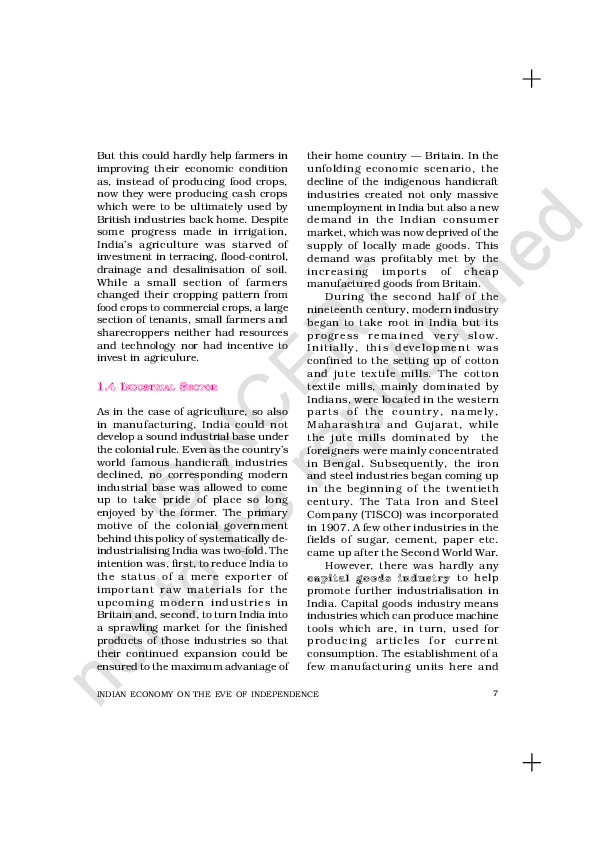 But this could hardly help farmers in
improving their economic condition
as, instead of producing food crops,
now they were producing cash crops
which were to be ultimately used by
British industries back home. Despite
some progress made in irrigation,
India's agriculture was starved of
investment in terracing, flood-control,
drainage and desalinisation of soil.
While a small section of farmers
changed their cropping pattern from
food crops to commercial crops, a large
section of tenants, small farmers and
sharecroppers neither had resources
and technology nor had incentive to
invest in agriculure.
1.4 INDUSTRIAL SECTOR
As in the case of agriculture, so also
in manufacturing, India could not
develop a sound industrial base under
the colonial rule. Even as the country's
world famous handicraft industries
declined, no corresponding modern
industrial base was allowed to come
up to take pride of place so long
enjoyed by the former. The primary
motive of the colonial government
behind this policy of systematically de-
industrialising India was two-fold. The
intention was, first, to reduce India to
the status of a mere exporter of
important raw materials for the
upcoming modern industries in
Britain and, second, to turn India into
a sprawling market for the finished
products of those industries so that
their continued expansion could be
ensured to the maximum advantage of
their home country — Britain. In the
unfolding economic scenario, the
decline of the indigenous handicraft
industries created not only massive
unemployment in India but also a new
demand in the Indian consumer
market, which was now deprived of the
supply of locally made goods. This
demand was profitably met by the
increasing imports of cheap
manufactured goods from Britain.
During the second half of the
nineteenth century, modern industry
began to take root in India but its
progress remained very slow.
Initially, this development was
confined to the setting up of cotton
and jute textile mills. The cotton
textile mills, mainly dominated by
Indians, were located in the western
parts of the country, namely,
Maharashtra and Gujarat, while
the jute mills dominated by the
foreigners were mainly concentrated
in Bengal. Subsequently, the iron
and steel industries began coming up
in the beginning of the twentieth
century. The Tata Iron and Steel
Company (TISCO) was incorporated
in 1907. A few other industries in the
fields of sugar, cement, paper etc.
came up after the Second World War.
However, there was hardly any
capital goods industry to help
promote further industrialisation in
India. Capital goods industry means
industries which can produce machine
tools which are, in turn, used for
producing articles for current
consumption. The establishment of a
few manufacturing units here and
INDIAN ECONOMY ON THE EVE OF INDEPENDENCE 7
© NCERT
not to be republished